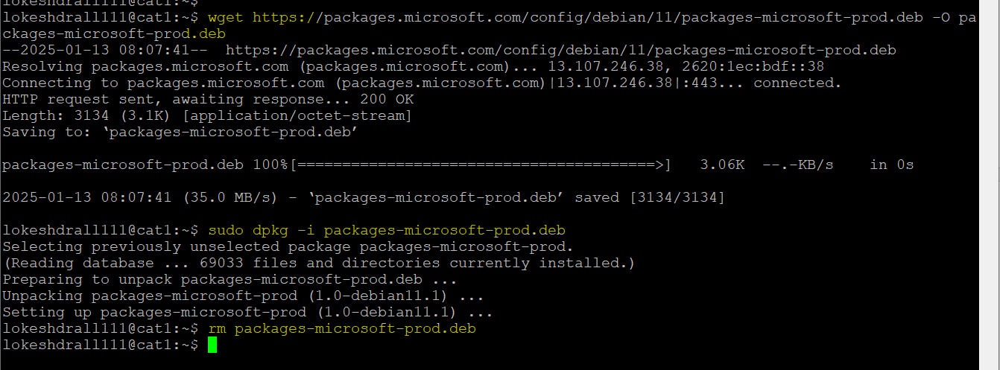 lokeshdrall111@cat1:~$
lokeshdrall111@cat1:~$ wget https://packages.microsoft.com/config/debian/11/packages-microsoft-prod.deb -O pa
ckages-microsoft-prod.deb
--2025-01-13 08:07:41--  https://packages.microsoft.com/config/debian/11/packages-microsoft-prod.deb
Resolving packages.microsoft.com (packages.microsoft.com)... 13.107.246.38, 2620:1ec:bdf::38
Connecting to packages.microsoft.com (packages.microsoft.com)|13.107.246.38|:443... connected.
HTTP request sent, awaiting response... 200 OK
Length: 3134 (3.1K) [application/octet-stream]
Saving to: ‘packages-microsoft-prod.deb’
packages-microsoft-prod.deb 100%[========================================>]   3.06K  --.-KB/s    in 0s
2025-01-13 08:07:41 (35.0 MB/s) - ‘packages-microsoft-prod.deb’ saved [3134/3134]
lokeshdrall111@cat1:~$ sudo dpkg -i packages-microsoft-prod.deb
Selecting previously unselected package packages-microsoft-prod.
(Reading database ... 69033 files and directories currently installed.)
Preparing to unpack packages-microsoft-prod.deb ...
Unpacking packages-microsoft-prod (1.0-debian11.1) ...
Setting up packages-microsoft-prod (1.0-debian11.1) ...
lokeshdrall111@cat1:~$ rm packages-microsoft-prod.deb
lokeshdrall111@cat1:~$